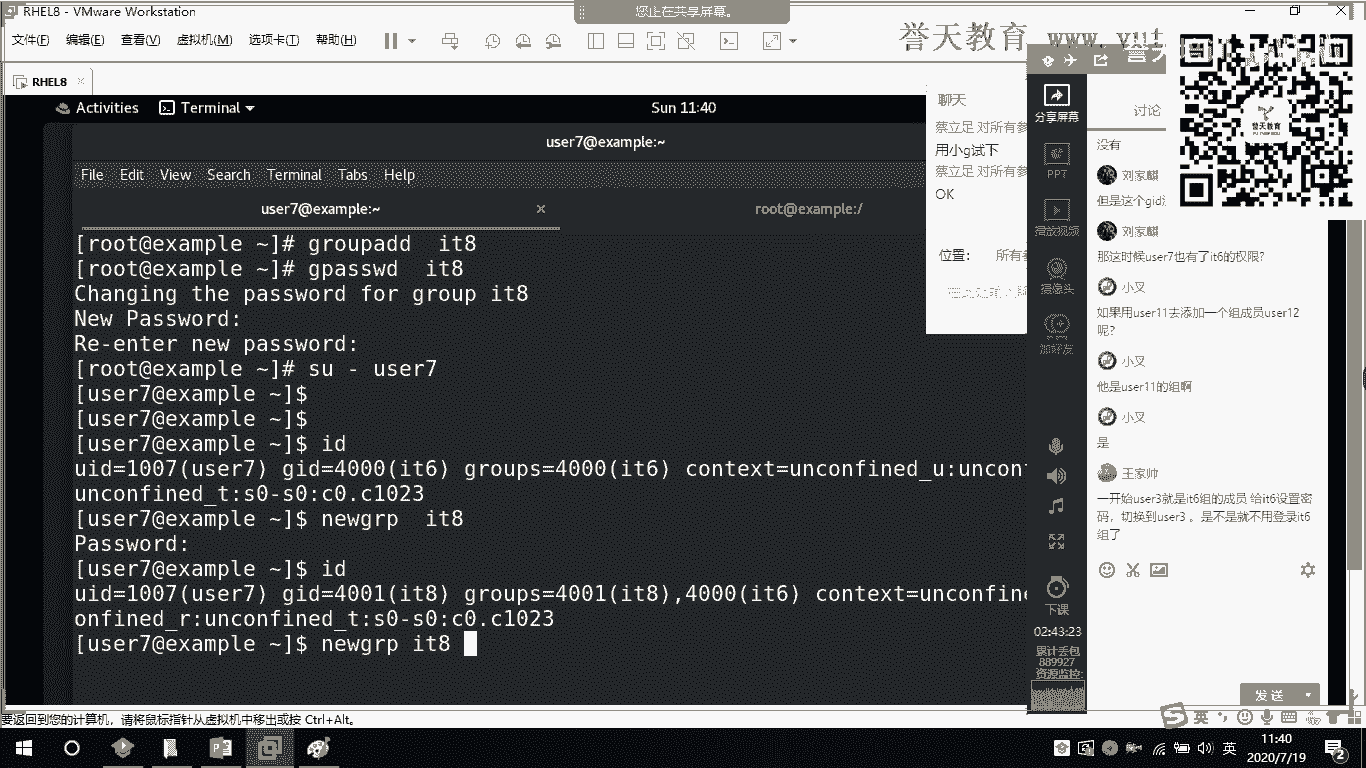 RHEL8 - VMware Workstation
您正在共享屏幕。
文件(F) 编辑(E) 查看(V) 虚拟机(M) 选项卡(T) 帮助(H)
誉天教育
RHEL8
Activities Terminal Sun 11:40
user7@example:~
File Edit View Search Terminal Tabs Help
user7@example:~ root@example:/
[root@example ~]# groupadd  it8
[root@example ~]# gpasswd  it8
Changing the password for group it8
New Password:
Re-enter new password:
[root@example ~]# su - user7
[user7@example ~]$
[user7@example ~]$
[user7@example ~]$ id
uid=1007(user7) gid=4000(it6) groups=4000(it6) context=unconfined_u:unconf
unconfined_t:s0-s0:c0.c1023
[user7@example ~]$ newgrp  it8
Password:
[user7@example ~]$ id
uid=1007(user7) gid=4001(it8) groups=4001(it8),4000(it6) context=unconfine
onfined_r:unconfined_t:s0-s0:c0.c1023
[user7@example ~]$ newgrp it8
聊天
蔡立足 对所有参
用小g试下
蔡立足 对所有参
OK
位置: 所有参
分享屏幕
PPT
播放视频
摄像头
加好友
下课
02:43:23
累计丢包
889927
资源监控:
讨论
誉天教育
没有
刘家麒
但是这个gid
刘家麒
那这时候user7也有了it6的权限?
小叉
如果用user11去添加一个组成员user12
呢?
小叉
他是user11的组啊
小叉
是
王家帅
一开始user3就是it6组的成员 给it6设置密
码，切换到user3 。是不是就不用登录it6
组了
发送
要返回到您的计算机，请将鼠标指针从虚拟机中移出或按 Ctrl+Alt。
英
英
11:40
2020/7/19
2